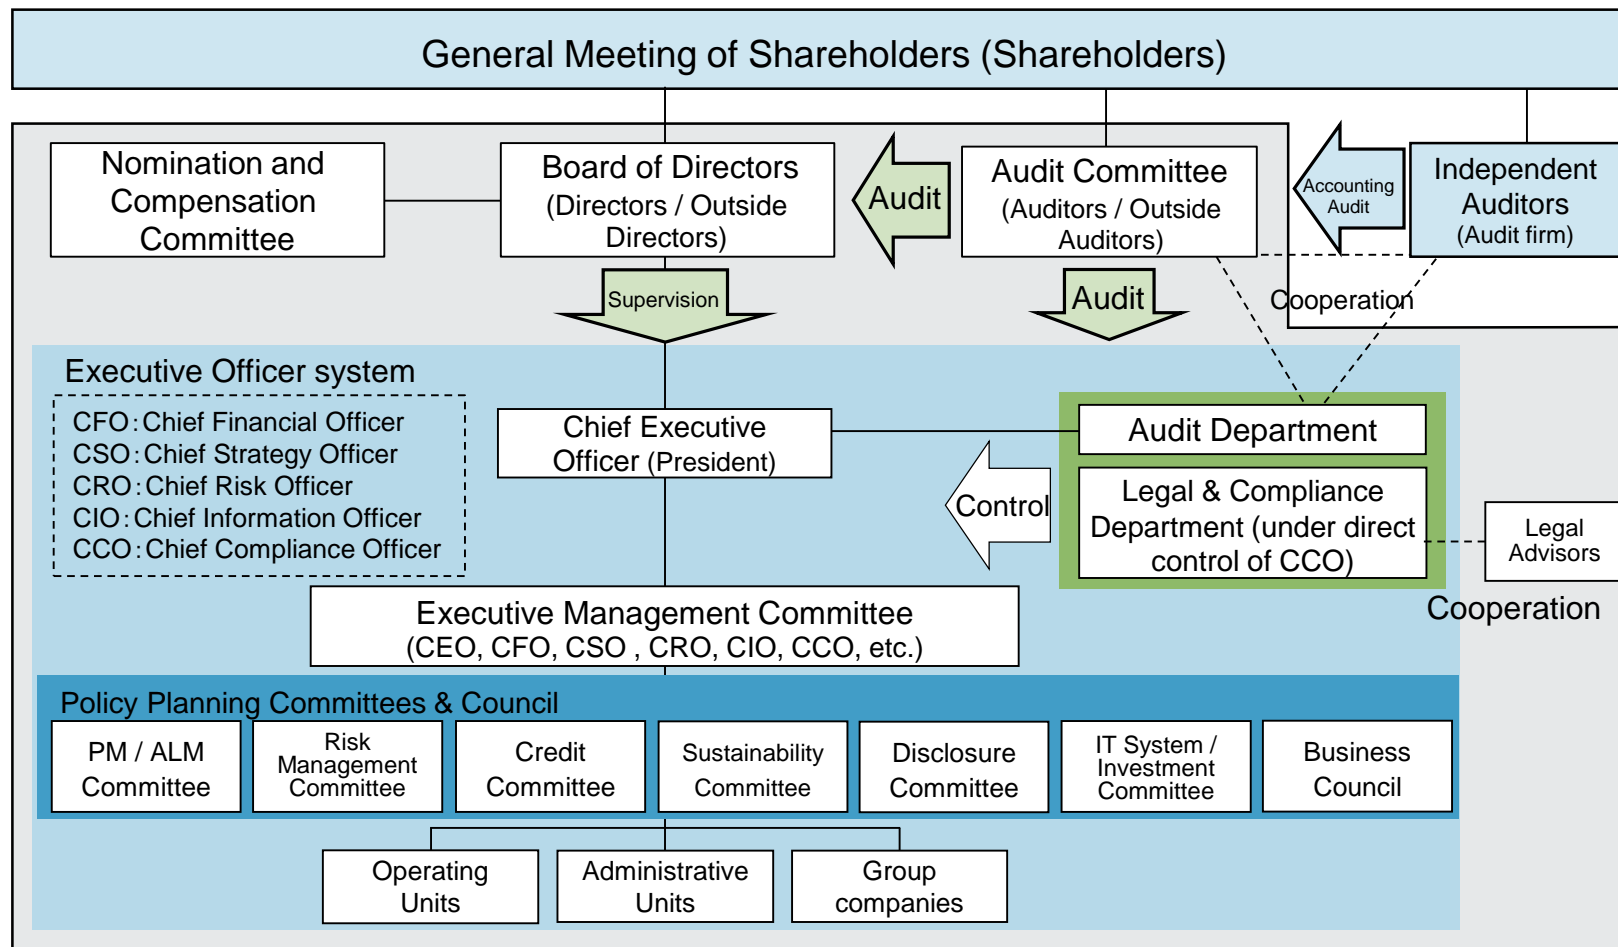 General Meeting of Shareholders (Shareholders)
Nomination and
Compensation
Committee
Board of Directors
(Directors / Outside
Directors)
Audit
Audit Committee
(Auditors / Outside
Auditors)
Accounting
Audit
Independent
Auditors
(Audit firm)
Supervision
Audit
Cooperation
Executive Officer system
CFO：Chief Financial Officer
CSO：Chief Strategy Officer
CRO：Chief Risk Officer
CIO：Chief Information Officer
CCO：Chief Compliance Officer
Chief Executive
Officer (President)
Control
Audit Department
Legal & Compliance
Department (under direct
control of CCO)
Legal
Advisors
Cooperation
Executive Management Committee
(CEO, CFO, CSO , CRO, CIO, CCO, etc.)
Policy Planning Committees & Council
PM / ALM
Committee
Risk
Management
Committee
Credit
Committee
Sustainability
Committee
Disclosure
Committee
IT System /
Investment
Committee
Business
Council
Operating
Units
Administrative
Units
Group
companies